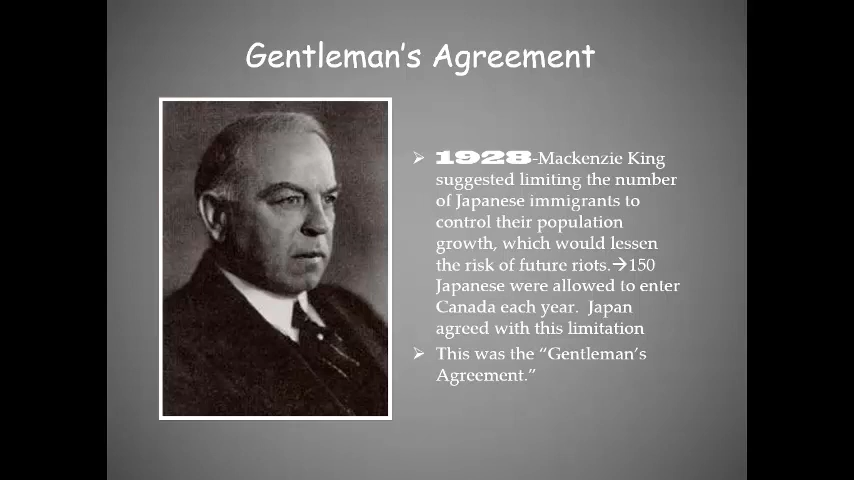 Gentleman's Agreement
➢ 1928-Mackenzie King
suggested limiting the number
of Japanese immigrants to
control their population
growth, which would lessen
the risk of future riots.→150
Japanese were allowed to enter
Canada each year.  Japan
agreed with this limitation
➢ This was the “Gentleman’s
Agreement.”